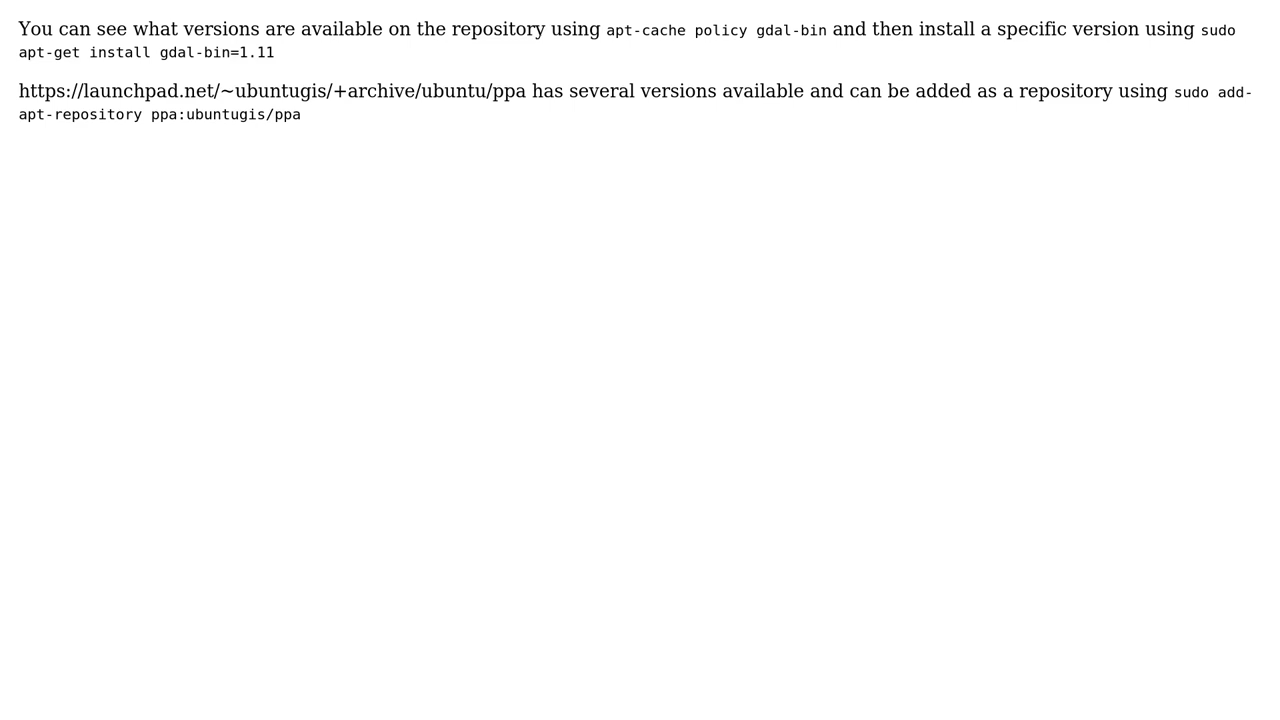 You can see what versions are available on the repository using apt-cache policy gdal-bin and then install a specific version using sudo
apt-get install gdal-bin=1.11
https://launchpad.net/~ubuntugis/+archive/ubuntu/ppa has several versions available and can be added as a repository using sudo add-
apt-repository ppa:ubuntugis/ppa